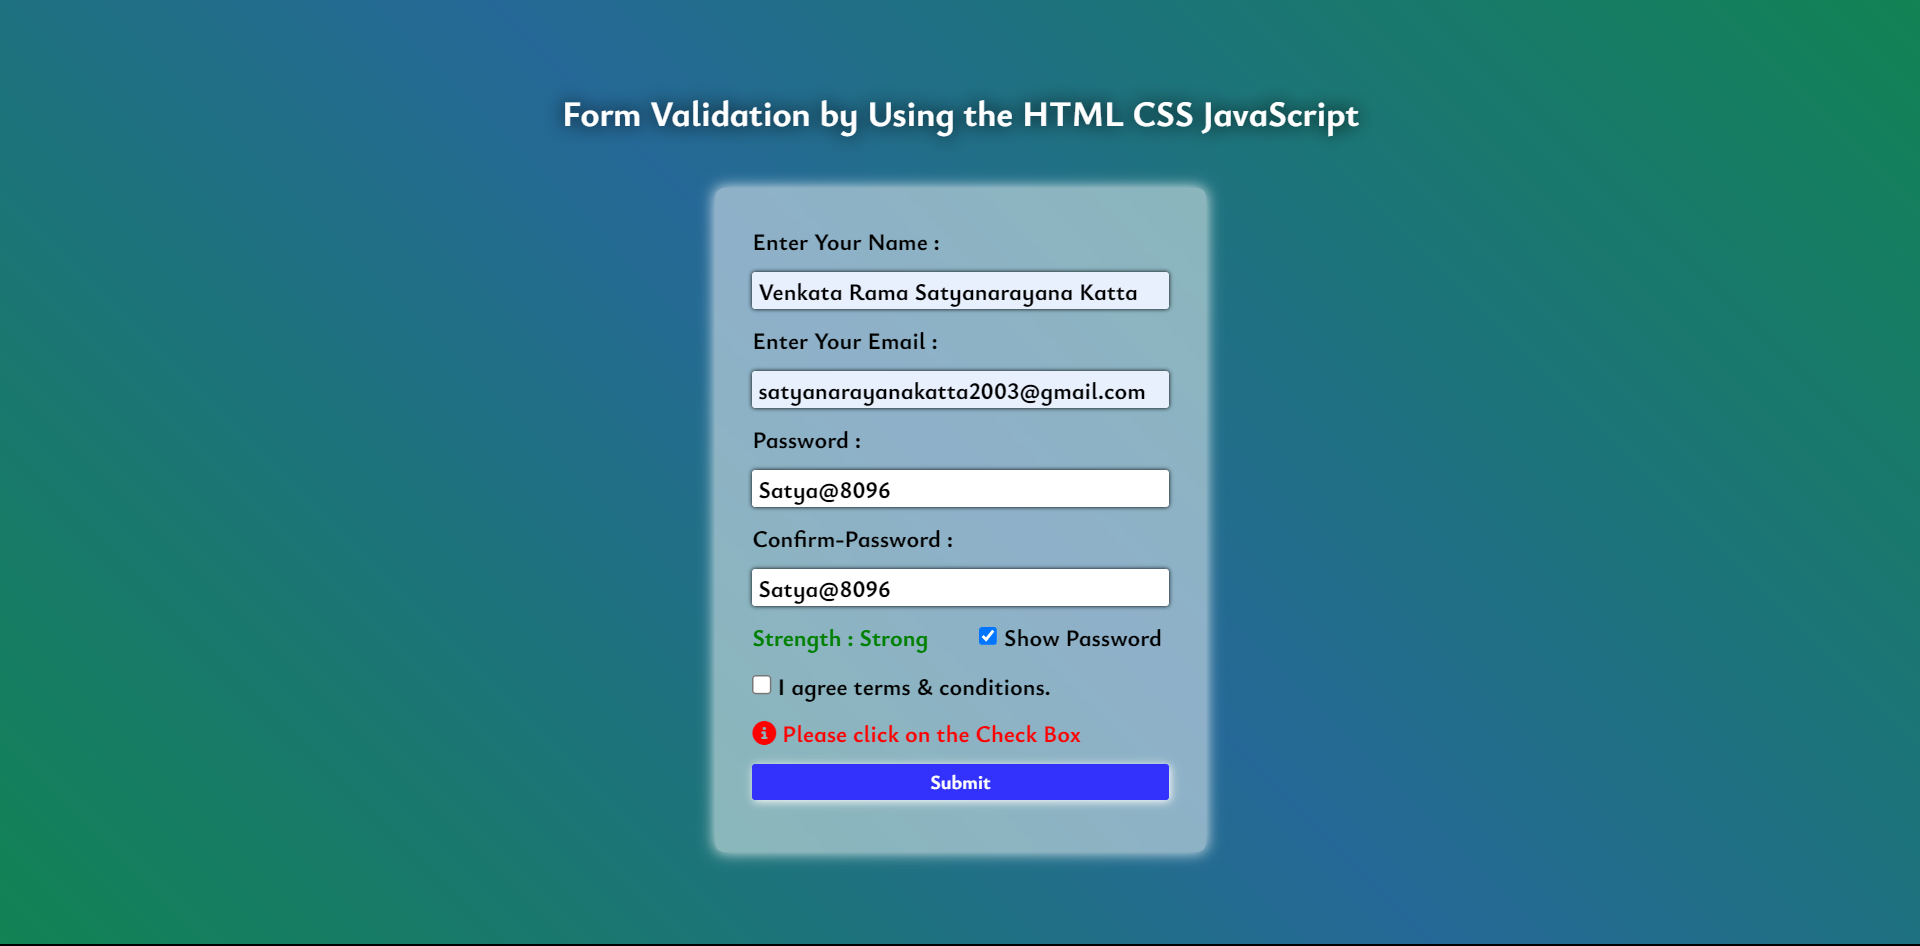 Form Validation by Using the HTML CSS JavaScript
Enter Your Name :
Venkata Rama Satyanarayana Katta
Enter Your Email :
satyanarayanakatta2003@gmail.com
Password :
Satya@8096
Confirm-Password :
Satya@8096
Strength : Strong Show Password
I agree terms & conditions.
Please click on the Check Box
Submit